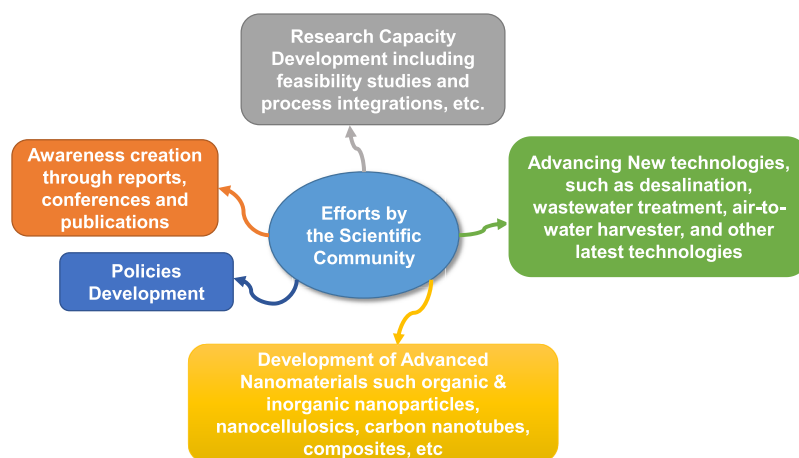 Research Capacity
Development including
feasibility studies and
process integrations, etc.
Awareness creation
through reports,
conferences and
publications
Efforts by
the Scientific
Community
Advancing New technologies,
such as desalination,
wastewater treatment, air-to-
water harvester, and other
latest technologies
Policies
Development
Development of Advanced
Nanomaterials such organic &
inorganic nanoparticles,
nanocellulosics, carbon nanotubes,
composites, etc